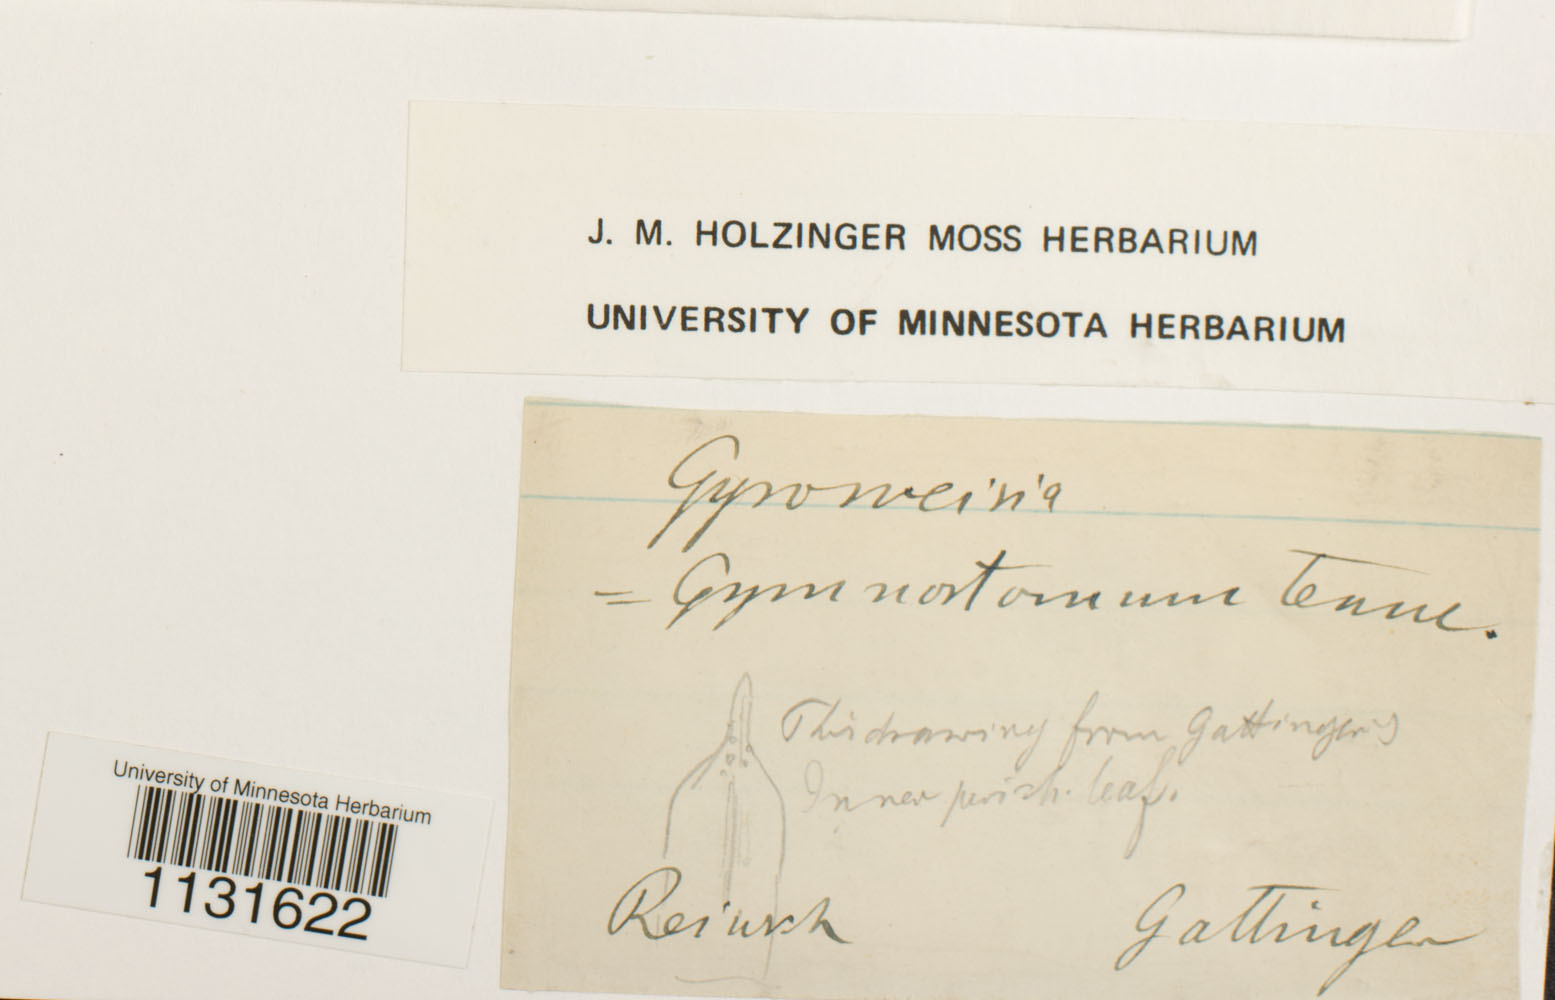 J. M. HOLZINGER MOSS HERBARIUM
UNIVERSITY OF MINNESOTA HERBARIUM
Gyroweisia
= Gymnostomum tenue.
This drawing from Gattinger's
Inner perich. leaf.
Reinsch
Gattinger
University of Minnesota Herbarium
1131622